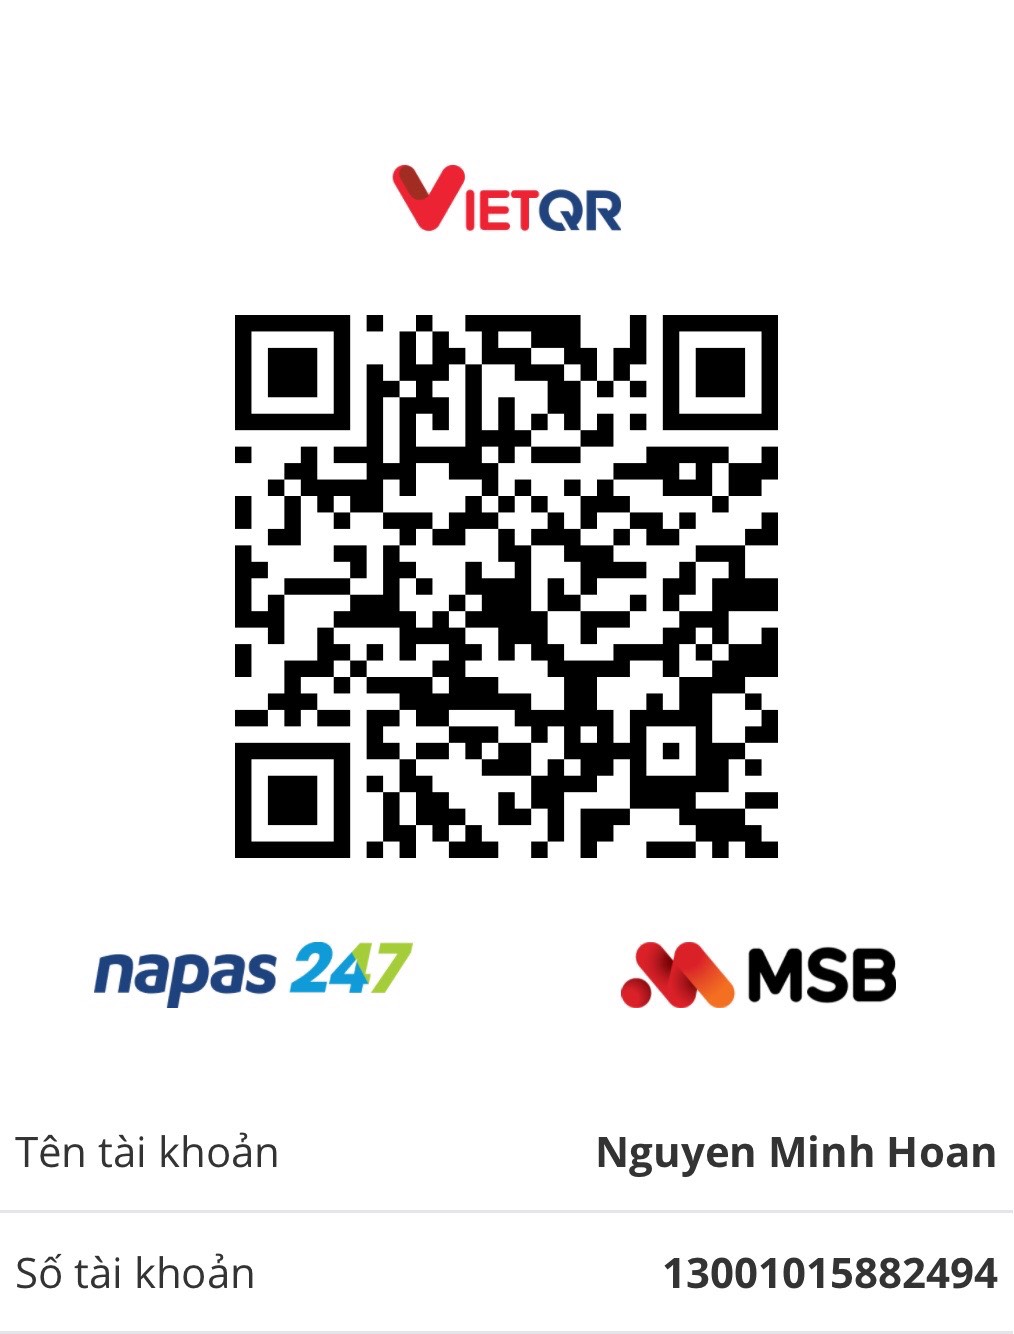 VIETQR
napas 247
MSB
Tên tài khoản Nguyen Minh Hoan
Số tài khoản 13001015882494